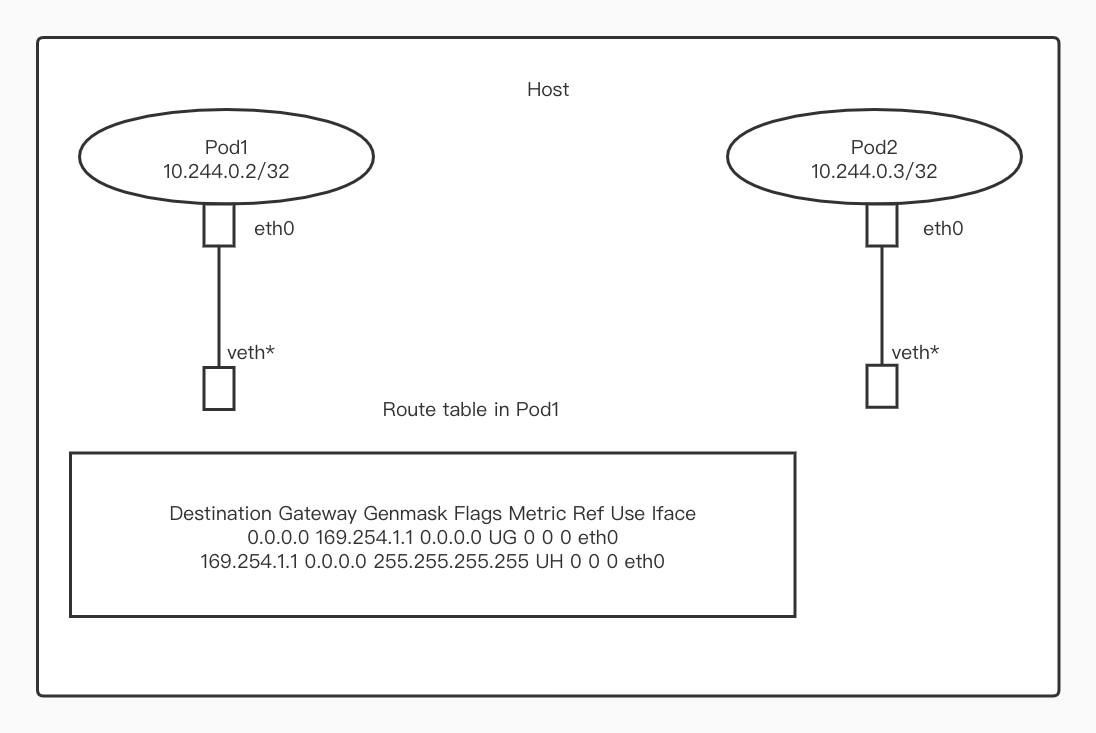 Host
Pod1
10.244.0.2/32
Pod2
10.244.0.3/32
eth0
eth0
veth*
veth*
Route table in Pod1
Destination Gateway Genmask Flags Metric Ref Use Iface
0.0.0.0 169.254.1.1 0.0.0.0 UG 0 0 0 eth0
169.254.1.1 0.0.0.0 255.255.255.255 UH 0 0 0 eth0